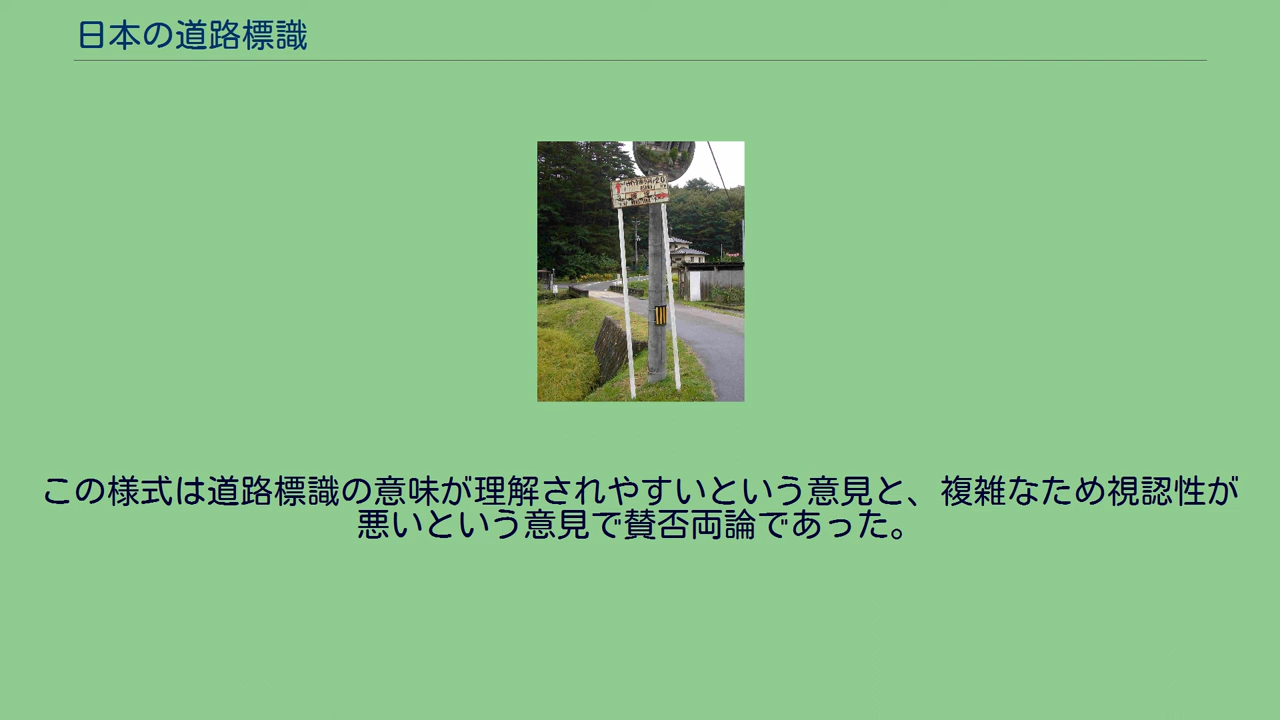 日本の道路標識
この様式は道路標識の意味が理解されやすいという意見と、複雑なため視認性が
悪いという意見で賛否両論であった。